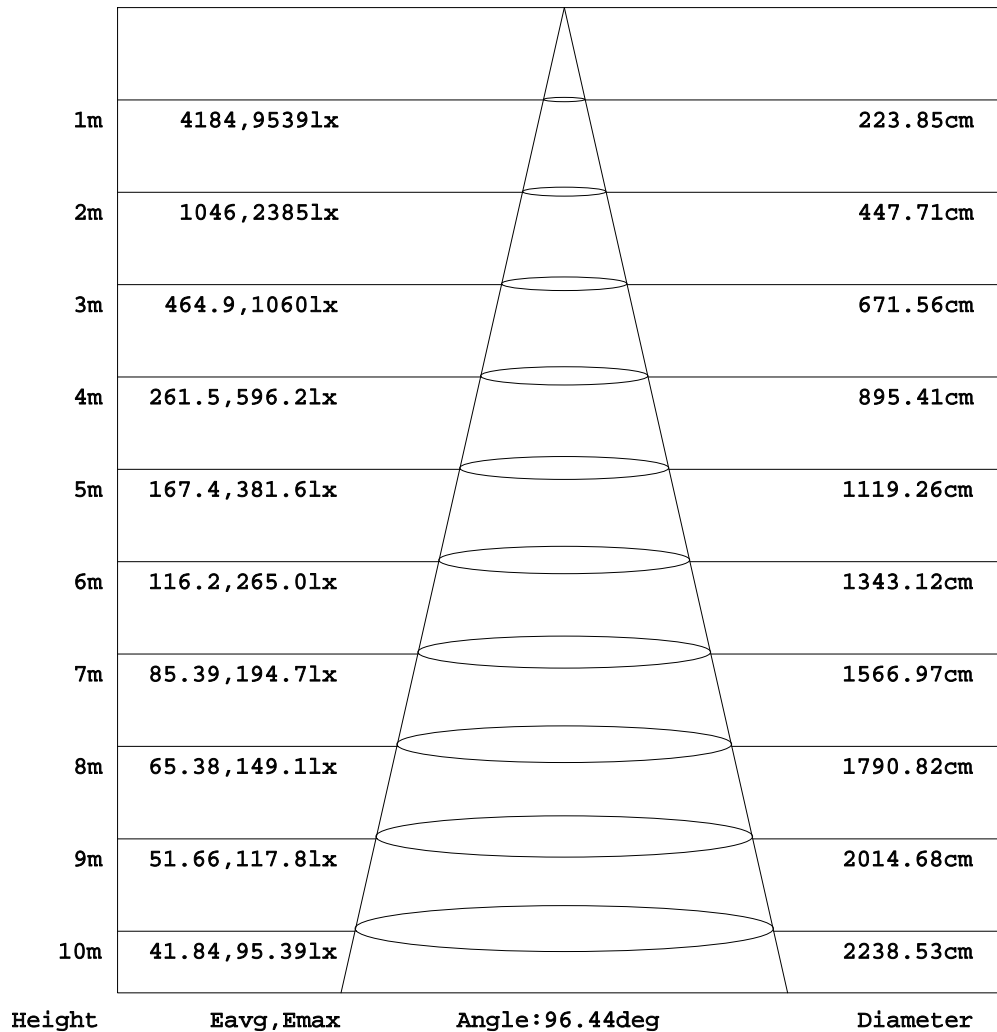 1m 4184,9539lx 223.85cm
2m 1046,2385lx 447.71cm
3m 464.9,1060lx 671.56cm
4m 261.5,596.2lx 895.41cm
5m 167.4,381.6lx 1119.26cm
6m 116.2,265.0lx 1343.12cm
7m 85.39,194.7lx 1566.97cm
8m 65.38,149.1lx 1790.82cm
9m 51.66,117.8lx 2014.68cm
10m 41.84,95.39lx 2238.53cm
Height Eavg,Emax Angle:96.44deg Diameter